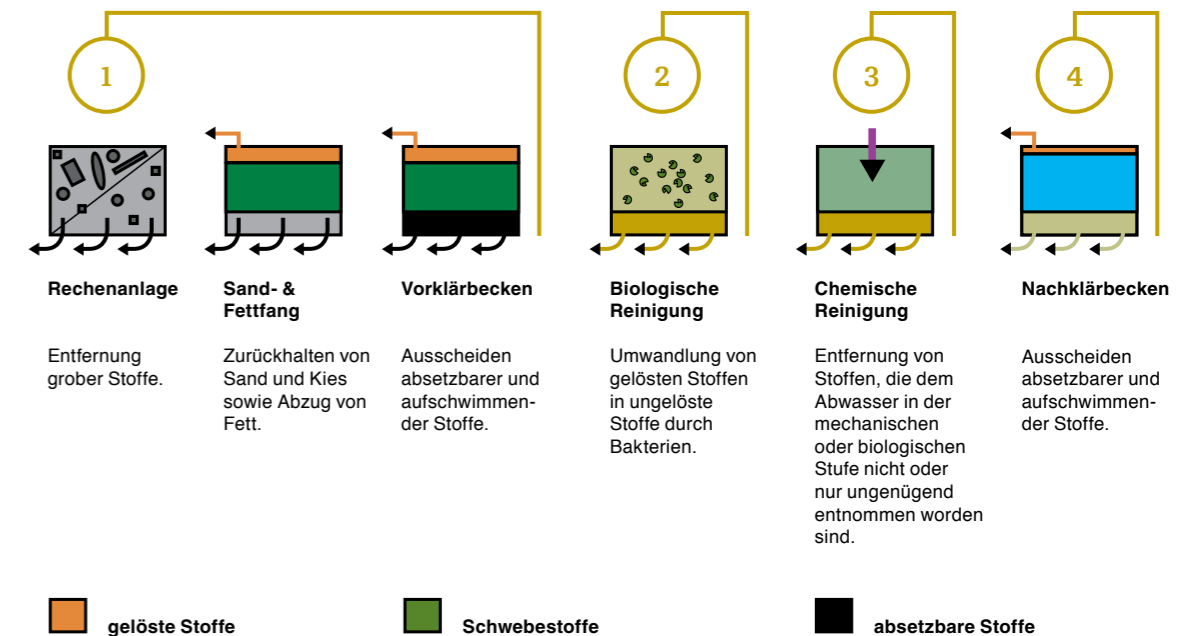 1
2
3
4
Rechenanlage
Entfernung
grober Stoffe.
Sand- &
Fettfang
Zurückhalten von
Sand und Kies
sowie Abzug von
Fett.
Vorklärbecken
Ausscheiden
absetzbarer und
aufschwimmen-
der Stoffe.
Biologische
Reinigung
Umwandlung von
gelösten Stoffen
in ungelöste
Stoffe durch
Bakterien.
Chemische
Reinigung
Entfernung von
Stoffen, die dem
Abwasser in der
mechanischen
oder biologischen
Stufe nicht oder
nur ungenügend
entnommen worden
sind.
Nachklärbecken
Ausscheiden
absetzbarer und
aufschwimmen-
der Stoffe.
gelöste Stoffe
Schwebestoffe
absetzbare Stoffe